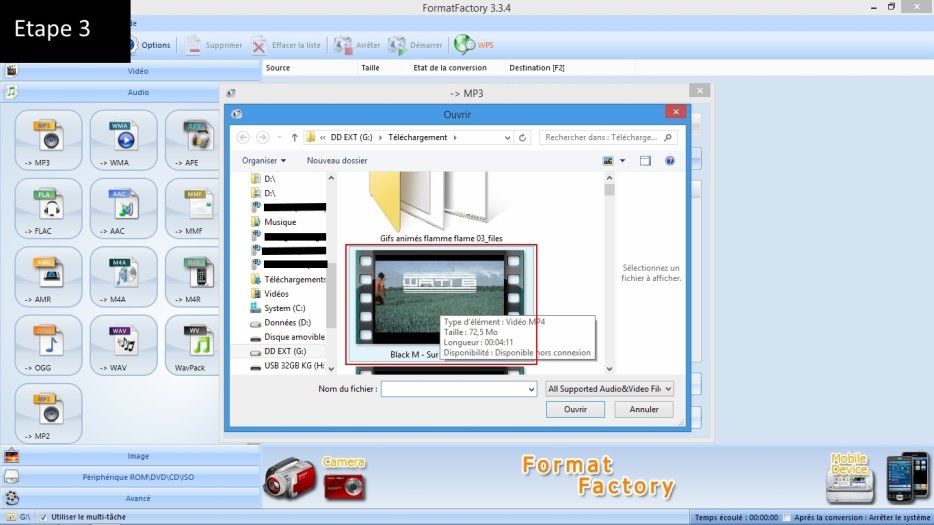 FormatFactory 3.3.4
Etape 3
de
Options
Supprimer
Effacer la liste
Arrêter
Démarrer
WPS
Vidéo
Source
Taille
Etat de la conversion
Destination [F2]
Audio
MP3
-> MP3
WMA
-> WMA
APE
-> APE
FLA
-> FLAC
AAC
-> AAC
MMF
-> MMF
AMR
-> AMR
M4A
-> M4A
M4R
-> M4R
OGG
-> OGG
WAV
-> WAV
WV
WavPack
MP3
-> MP2
-> MP3
Ouvrir
« DD EXT (G:) Téléchargement
Rechercher dans : Télécharge...
Organiser
Nouveau dossier
D:\
D:\
Musique
Téléchargements
Vidéos
System (C:)
Données (D:)
Disque amovible
DD EXT (G:)
USB 32GB KG (H:
Gifs animés flamme flame 03_files
WATI B
Black M - Sur
Type d'élément : Vidéo MP4
Taille : 72,5 Mo
Longueur : 00:04:11
Disponibilité : Disponible hors connexion
Sélectionnez un
fichier à afficher.
Nom du fichier :
All Supported Audio&Video File
Ouvrir
Annuler
Image
Périphérique ROM\DVD\CD\ISO
Avancé
Camera
Format
Factory
Mobile
Device
G:\
Utiliser le multi-tâche
Temps écoulé : 00:00:00
Après la conversion : Arrêter le système